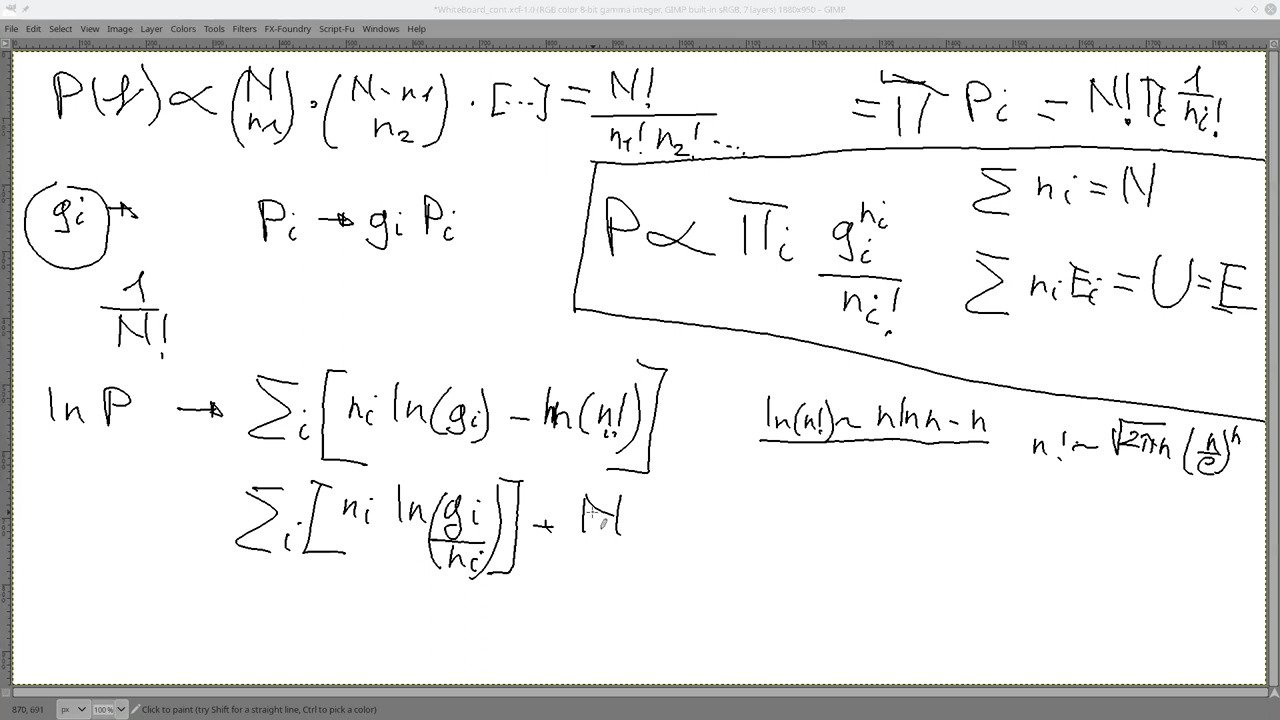 *WhiteBoard_cont.xcf-1.0 (RGB color 8-bit gamma integer, GIMP built-in sRGB, 7 layers) 1880x950 – GIMP
File Edit Select View Image Layer Colors Tools Filters FX-Foundry Script-Fu Windows Help
P(f) ∝ (N n1) · (N - n1 n2) · [...] = N! / n1! n2! ... = Π Pi = N! Πi 1/ni!
gi → Pi → gi Pi
P ∝ Πi gi^ni / ni!
Σ ni = N
Σ ni Ei = U = E
1/N!
ln P → Σi [ni ln(gi) - ln(ni!)]
ln(n!) ~ n ln n - n
n! ~ √2πn (n/e)^n
Σi [ni ln(gi/ni)] + N
870, 691 px 100% Click to paint (try Shift for a straight line, Ctrl to pick a color)